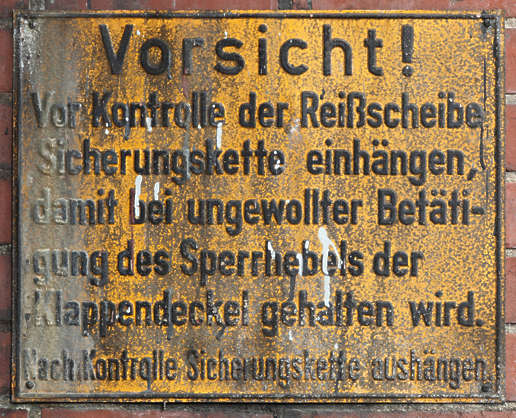 Vorsicht!
Vor Kontrolle der Reißscheibe
Sicherungskette einhängen,
damit bei ungewollter Betäti-
gung des Sperrhebels der
Klappendeckel gehalten wird.
Nach Kontrolle Sicherungskette aushängen